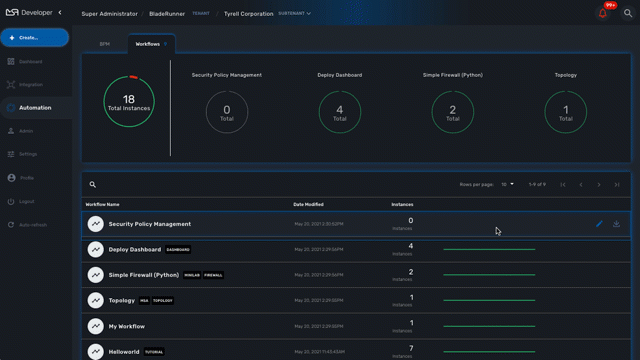 MSA Developer
Super Administrator / BladeRunner TENANT / Tyrell Corporation SUBTENANT
99+
+ Create...
Dashboard
Integration
Automation
Admin
Settings
Profile
Logout
Auto-refresh
BPM
Workflows
18
Total Instances
Security Policy Management
0
Total
Deploy Dashboard
4
Total
Simple Firewall (Python)
2
Total
Topology
1
Total
Rows per page: 10 1-9 of 9
Workflow Name Date Modified Instances
Security Policy Management May 20, 2021 2:35:52PM 0 Instances
Deploy Dashboard DASHBOARD May 20, 2021 2:29:56PM 4 Instances
Simple Firewall (Python) MINILAB FIREWALL May 20, 2021 2:29:56PM 2 Instances
Topology MSA TOPOLOGY May 20, 2021 2:29:55PM 1 Instances
My Workflow May 20, 2021 2:29:55PM 1 Instances
Helloworld TUTORIAL May 20, 2021 11:43:43AM 7 Instances